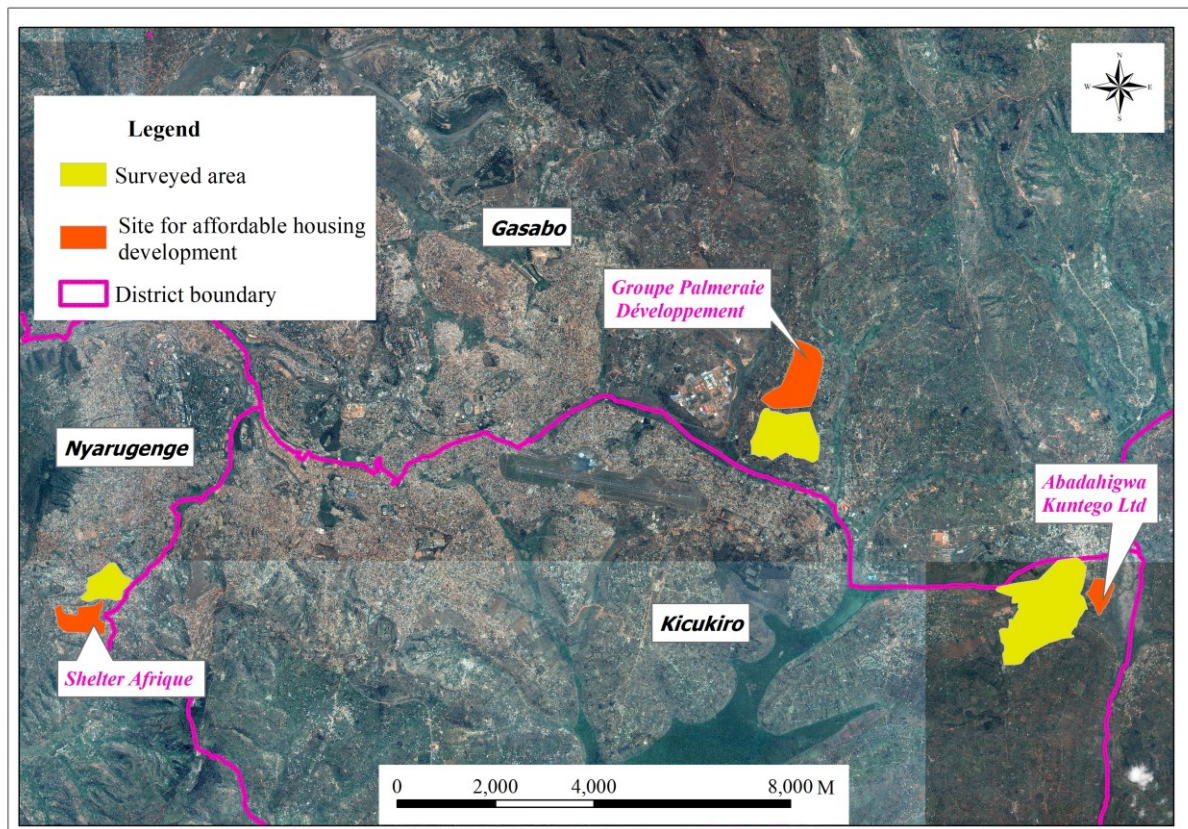 N
W E
S
Legend
Surveyed area
Site for affordable housing
development
District boundary
Gasabo
Groupe Palmeraie
Développement
Nyarugenge
Abadahigwa
Kuntego Ltd
Kicukiro
Shelter Afrique
0 2,000 4,000 8,000 M